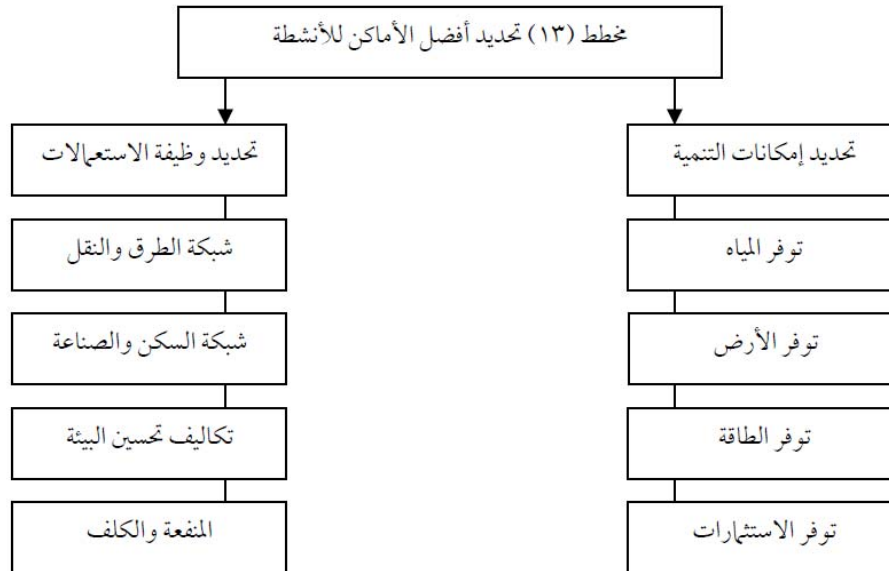 مخطط (١٣) تحديد أفضل الأماكن للأنشطة
تحديد إمكانات التنمية
توفر المياه
توفر الأرض
توفر الطاقة
توفر الاستثمارات
تحديد وظيفة الاستعمالات
شبكة الطرق والنقل
شبكة السكن والصناعة
تكاليف تحسين البيئة
المنفعة والكلف